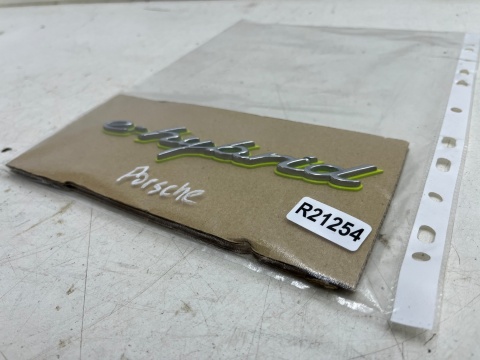 e-hybrid
Porsche
R21254